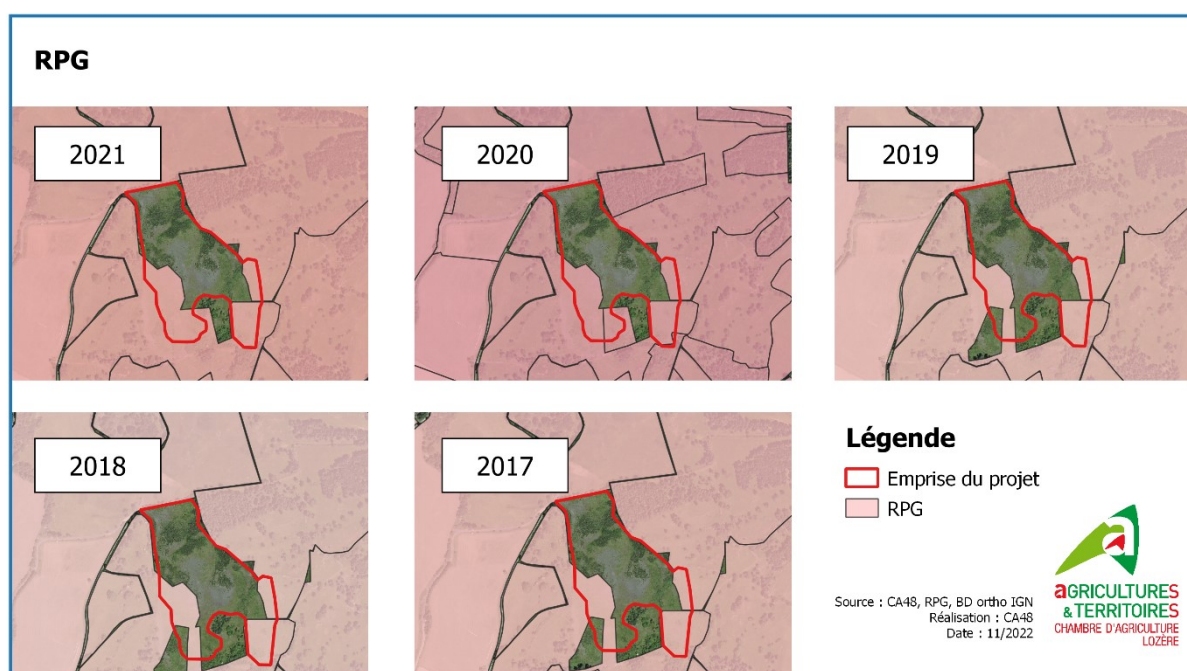 RPG
2021
2020
2019
2018
2017
Légende
Emprise du projet
RPG
Source : CA48, RPG, BD ortho IGN
Réalisation : CA48
Date : 11/2022
a
aGRICULTURES
& TERRITOIRES
CHAMBRE D'AGRICULTURE
LOZÈRE